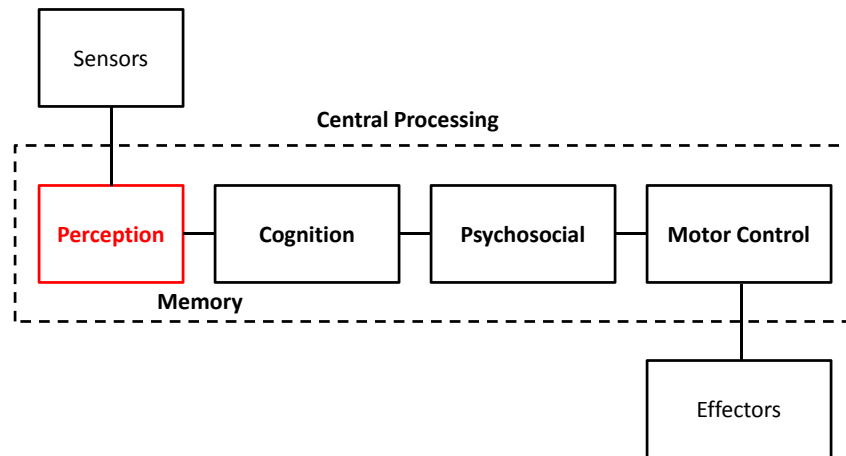 Sensors
Central Processing
Perception
Cognition
Psychosocial
Motor Control
Memory
Effectors